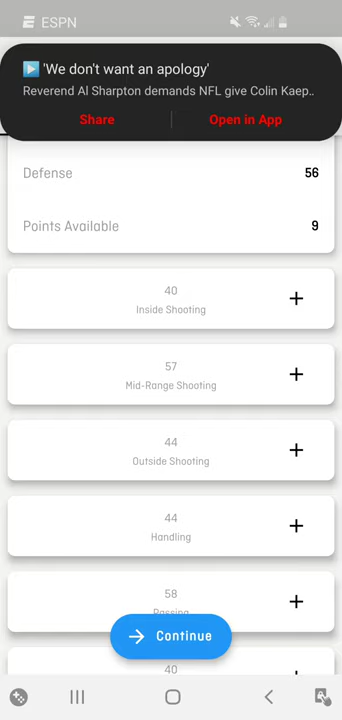 ESPN
'We don't want an apology'
Reverend Al Sharpton demands NFL give Colin Kaep..
Share
Open in App
Defense 56
Points Available 9
40
Inside Shooting
57
Mid-Range Shooting
44
Outside Shooting
44
Handling
58
Passing
Continue
40